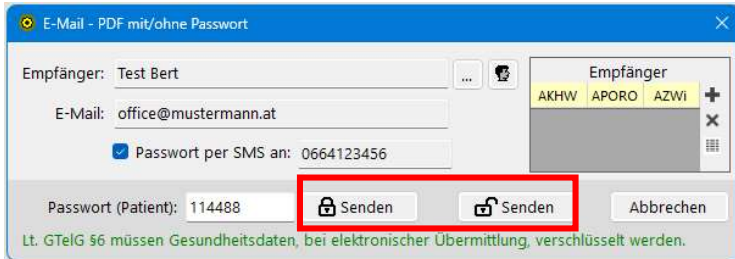 E-Mail - PDF mit/ohne Passwort
Empfänger: Test Bert ...
Empfänger
AKHW APORO AZWi
E-Mail: office@mustermann.at
Passwort per SMS an: 0664123456
Passwort (Patient): 114488 Senden Senden Abbrechen
Lt. GTelG §6 müssen Gesundheitsdaten, bei elektronischer Übermittlung, verschlüsselt werden.